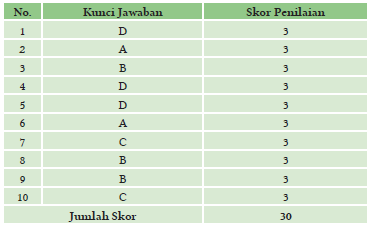 No. Kunci Jawaban Skor Penilaian
1 D 3
2 A 3
3 B 3
4 D 3
5 D 3
6 A 3
7 C 3
8 B 3
9 B 3
10 C 3
Jumlah Skor 30